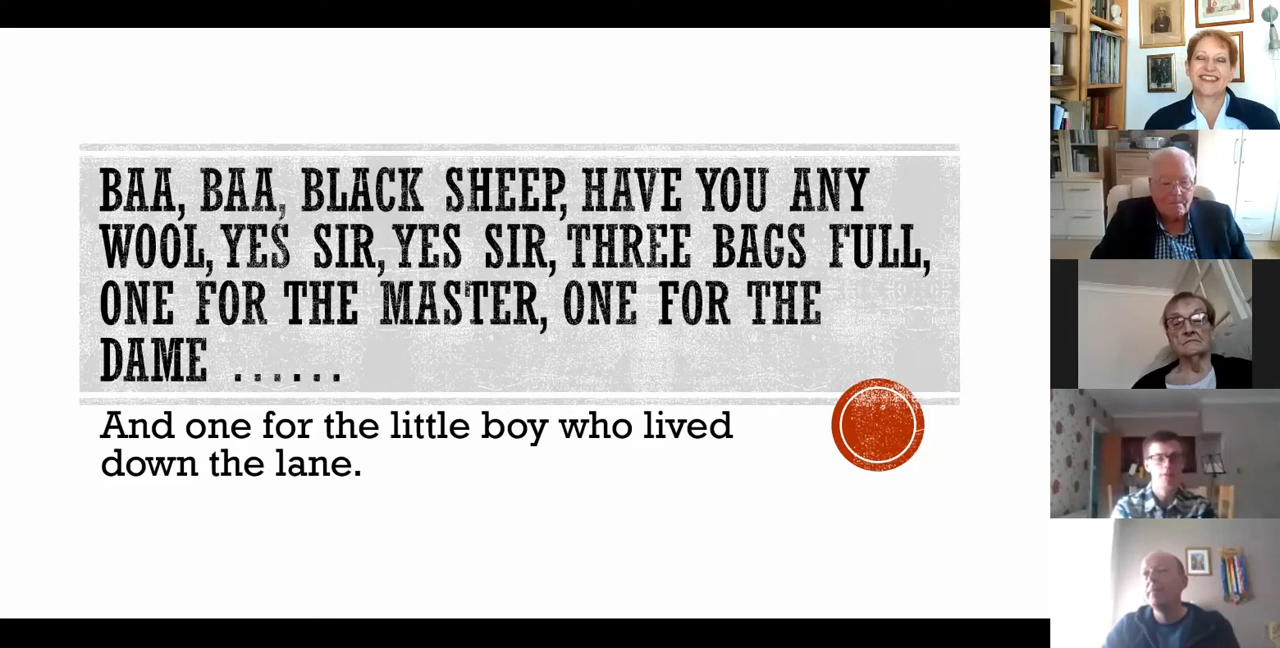 BAA, BAA, BLACK SHEEP, HAVE YOU ANY
WOOL, YES SIR, YES SIR, THREE BAGS FULL,
ONE FOR THE MASTER, ONE FOR THE
DAME ......
And one for the little boy who lived
down the lane.